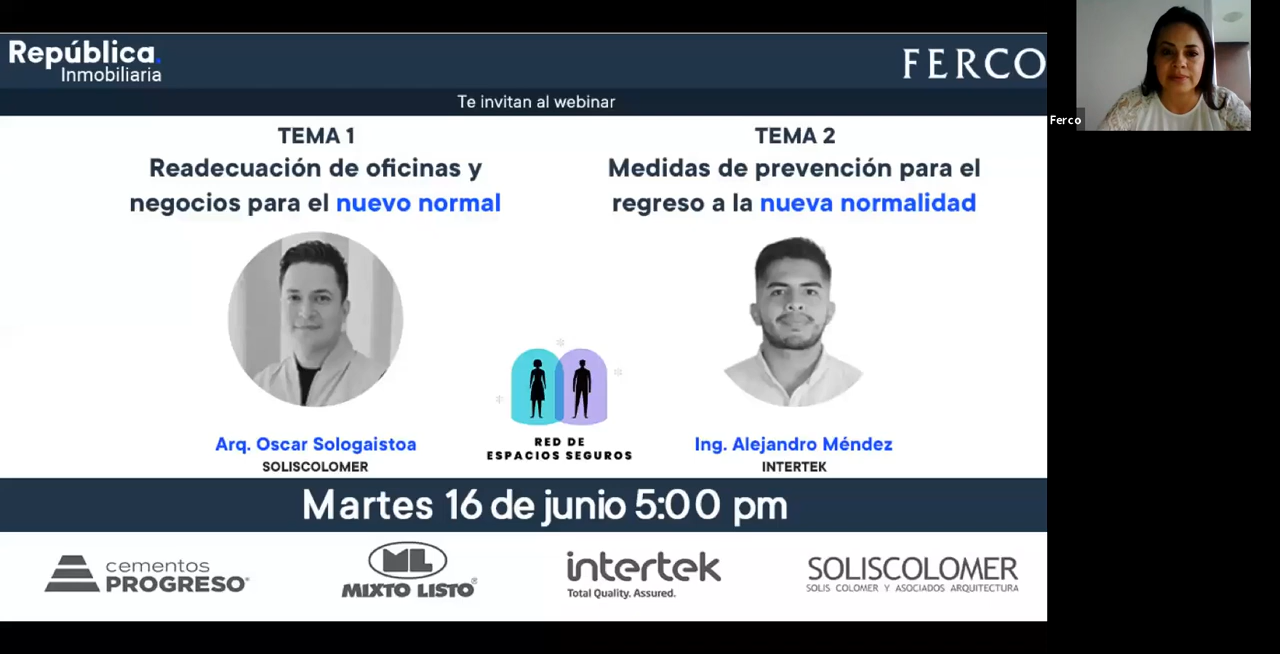 República.
Inmobiliaria
FERCO
Te invitan al webinar
TEMA 1
Readecuación de oficinas y
negocios para el nuevo normal
TEMA 2
Medidas de prevención para el
regreso a la nueva normalidad
Arq. Oscar Sologaistoa
SOLISCOLOMER
RED DE
ESPACIOS SEGUROS
Ing. Alejandro Méndez
INTERTEK
Martes 16 de junio 5:00 pm
cementos
PROGRESO®
ML
MIXTO LISTO®
intertek
Total Quality. Assured.
SOLISCOLOMER
SOLIS COLOMER Y ASOCIADOS ARQUITECTURA
Ferco